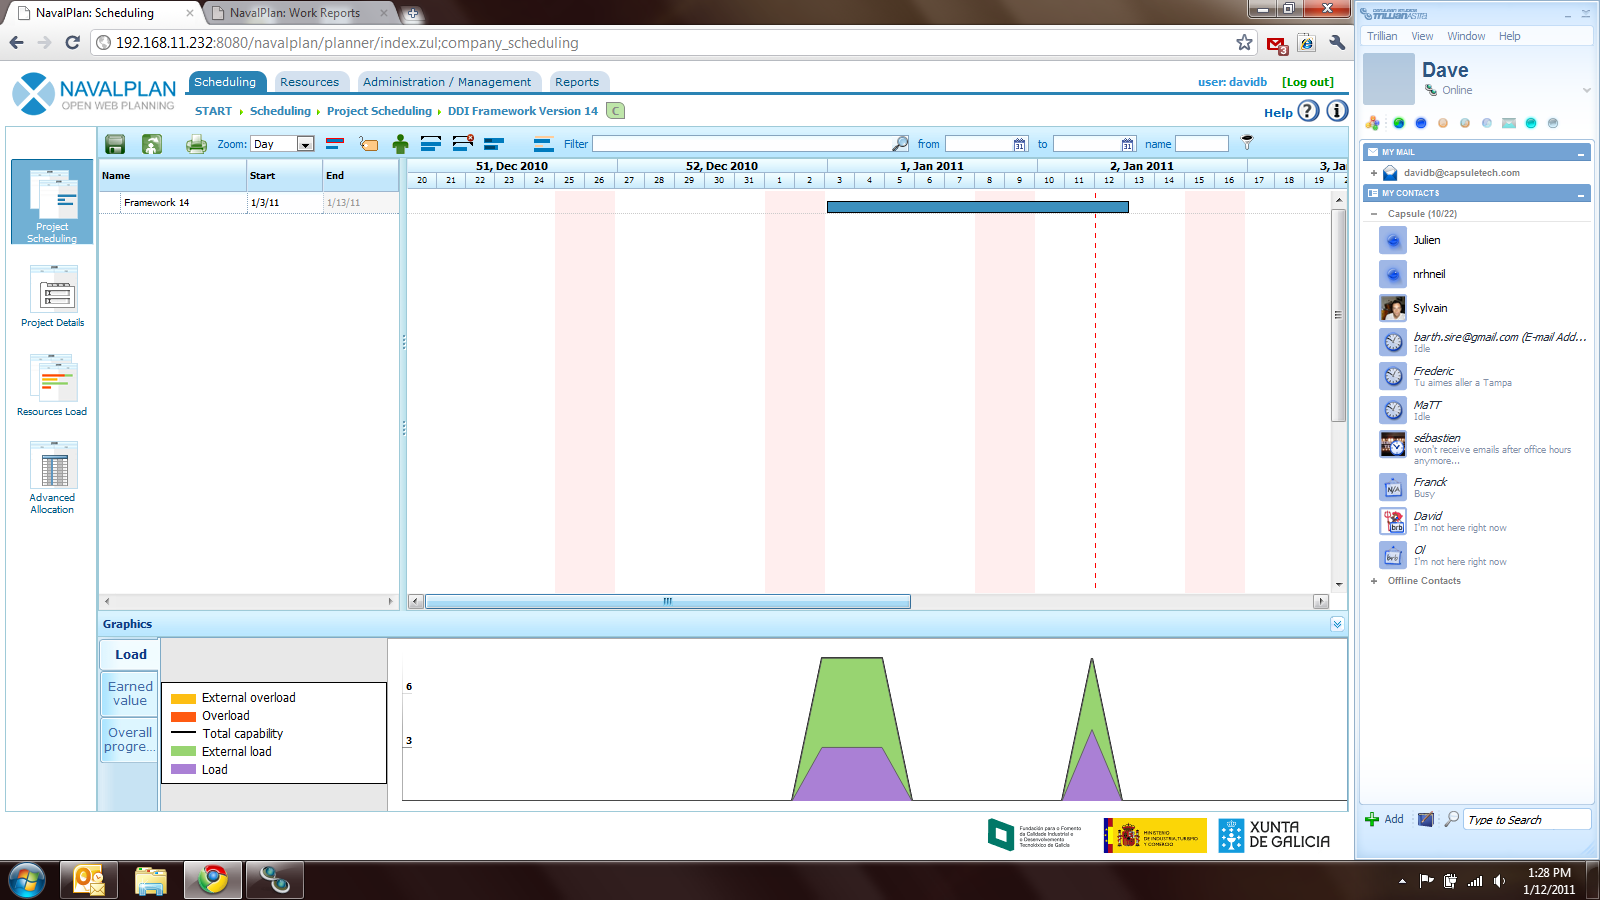 NavalPlan: Scheduling
NavalPlan: Work Reports
192.168.11.232:8080/navalplan/planner/index.zul;company_scheduling
3
NAVALPLAN
OPEN WEB PLANNING
Scheduling Resources Administration / Management Reports
user: davidb [Log out]
START Scheduling Project Scheduling DDI Framework Version 14 C
Help
Zoom: Day Filter from 31 to 31 name
Name Start End
51, Dec 2010 52, Dec 2010 1, Jan 2011 2, Jan 2011 3, Ja
20 21 22 23 24 25 26 27 28 29 30 31 1 2 3 4 5 6 7 8 9 10 11 12 13 14 15 16 17 18 19 2
Framework 14 1/3/11 1/13/11
Project
Scheduling
Project Details
Resources Load
Advanced
Allocation
Graphics
Load
Earned
value
Overall
progre...
External overload
Overload
Total capability
External load
Load
6
3
Fundación para o Fomento
da Calidade Industrial e
o Desenvolvemento
Tecnolóxico de Galicia
MINISTERIO
DE INDUSTRIA, TURISMO
Y COMERCIO
XUNTA
DE GALICIA
CERULEAN STUDIOS
TRILLIAN ASTRA
Trillian View Window Help
Dave
Online
MY MAIL
davidb@capsuletech.com
MY CONTACTS
Capsule (10/22)
Julien
nrhneil
Sylvain
barth.sire@gmail.com (E-mail Add...
Idle
Frederic
Tu aimes aller a Tampa
MaTT
Idle
sébastien
won't receive emails after office hours
anymore...
N/A
Franck
Busy
brb
David
I'm not here right now
Brb
Ol
I'm not here right now
Offline Contacts
Add
Type to Search
1:28 PM
1/12/2011